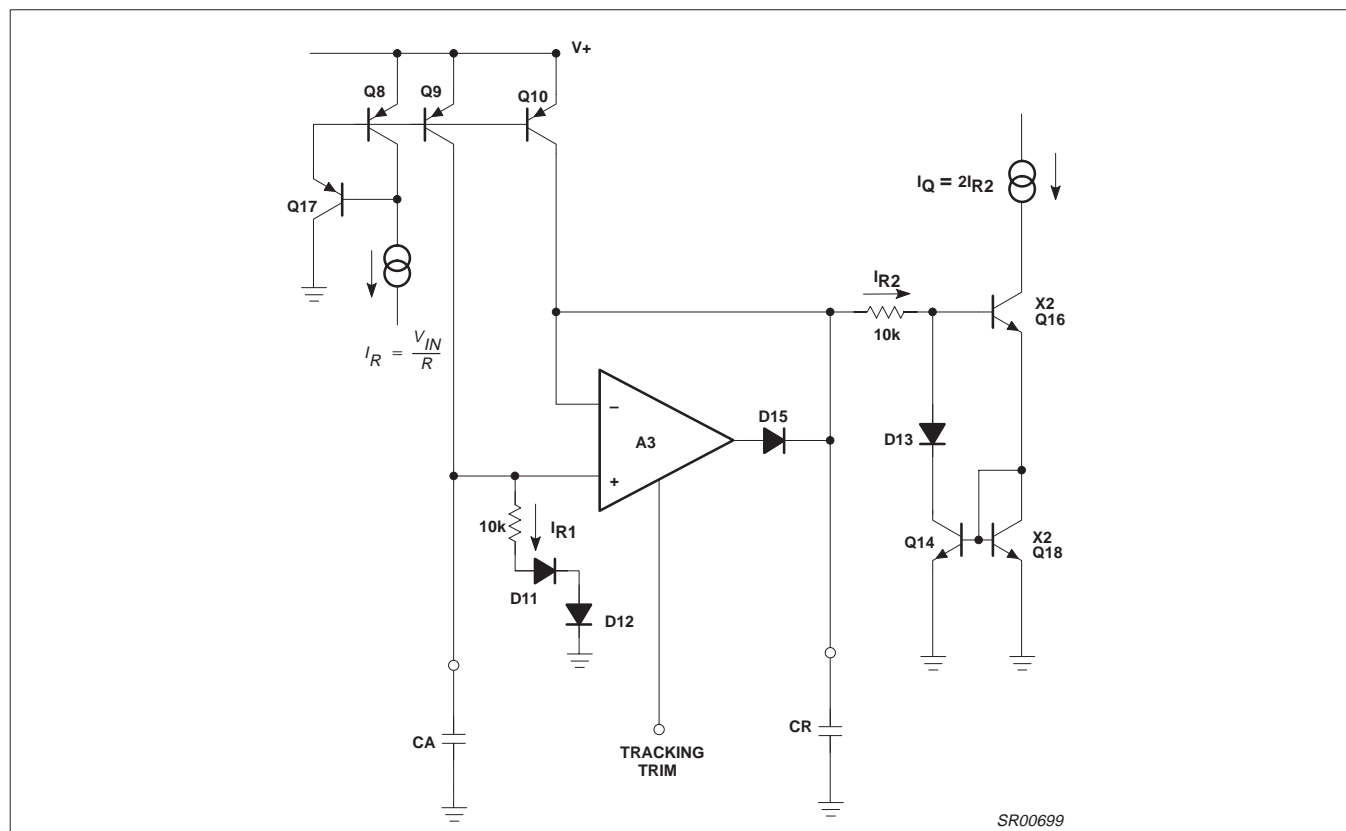 V+
Q8
Q9
Q10
Q17
I_R = V_IN / R
I_Q = 2I_R2
I_R2
10k
X2
Q16
–
A3
+
D15
D13
10k
I_R1
D11
D12
Q14
X2
Q18
CA
CR
TRACKING
TRIM
SR00699